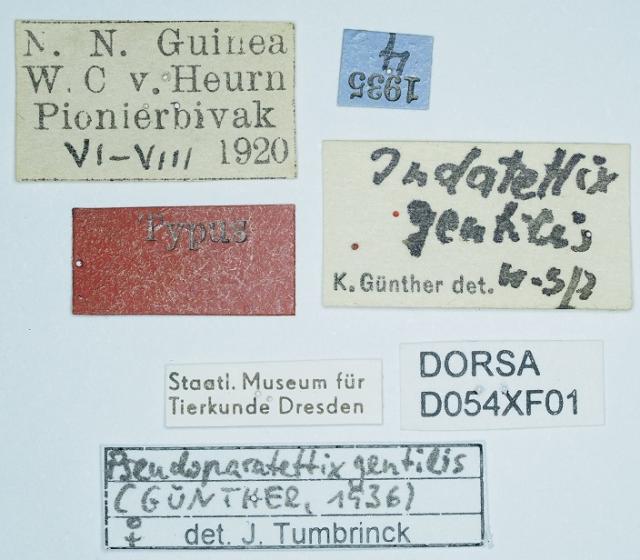 N. N. Guinea
W. C v. Heurn
Pionierbivak
VI-VIII 1920
1935
4
Typus
Indatettix
gentilis
K. Günther det.
Staatl. Museum für
Tierkunde Dresden
DORSA
D054XF01
Pseudoparatettix gentilis
(GÜNTHER, 1936)
♀ det. J. Tumbrinck